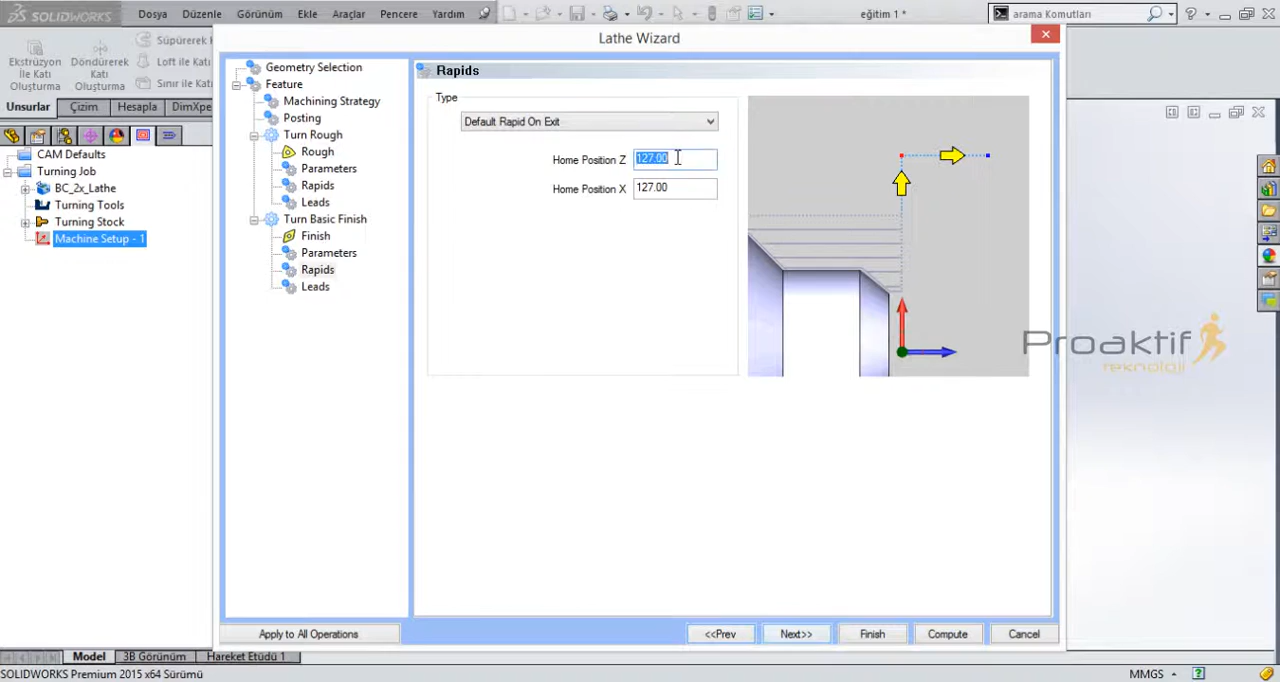 SOLIDWORKS
Dosya Düzenle Görünüm Ekle Araçlar Pencere Yardım
eğitim 1 *
arama Komutları
Ekstrüzyon İle Katı Oluşturma
Döndürerek Katı Oluşturma
Süpürerek
Loft ile Katı
Sınır ile Katı
Unsurlar Çizim Hesapla DimXpe
CAM Defaults
Turning Job
BC_2x_Lathe
Turning Tools
Turning Stock
Machine Setup - 1
Lathe Wizard
Geometry Selection
Feature
Machining Strategy
Posting
Turn Rough
Rough
Parameters
Rapids
Leads
Turn Basic Finish
Finish
Parameters
Rapids
Leads
Rapids
Type
Default Rapid On Exit
Home Position Z 127.00
Home Position X 127.00
Proaktif
teknoloji
Apply to All Operations <<Prev Next>> Finish Compute Cancel
Model 3B Görünüm Hareket Etüdü 1
SOLIDWORKS Premium 2015 x64 Sürümü
MMGS